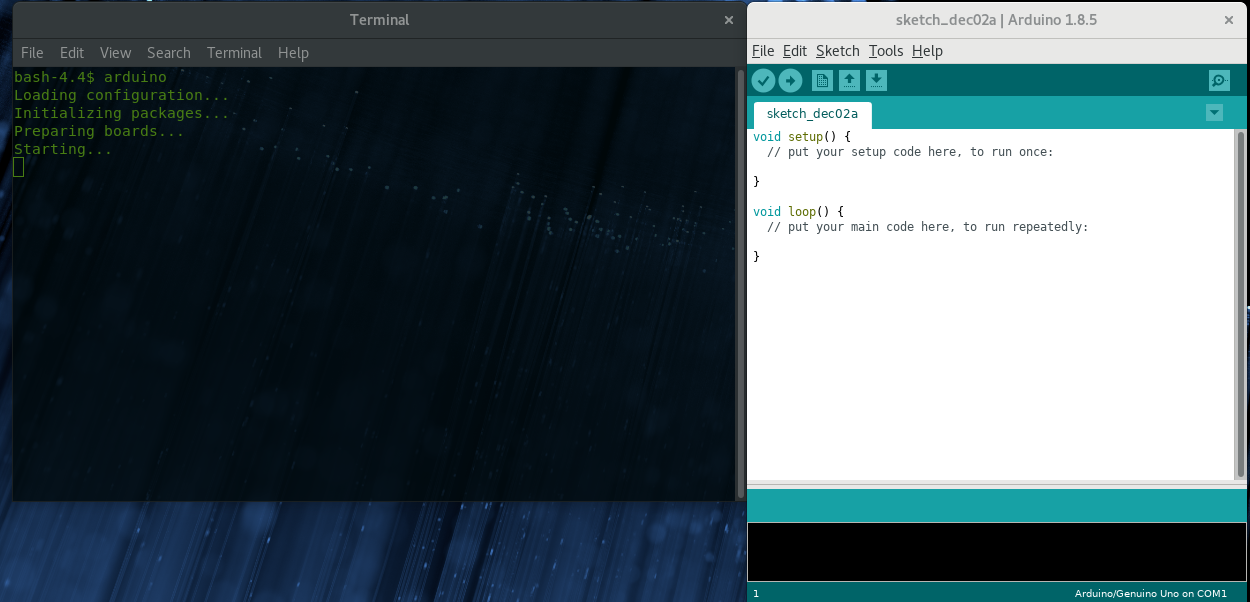 Terminal
File Edit View Search Terminal Help
bash-4.4$ arduino
Loading configuration...
Initializing packages...
Preparing boards...
Starting...
sketch_dec02a | Arduino 1.8.5
File Edit Sketch Tools Help
sketch_dec02a
void setup() {
  // put your setup code here, to run once:
}
void loop() {
  // put your main code here, to run repeatedly:
}
1
Arduino/Genuino Uno on COM1